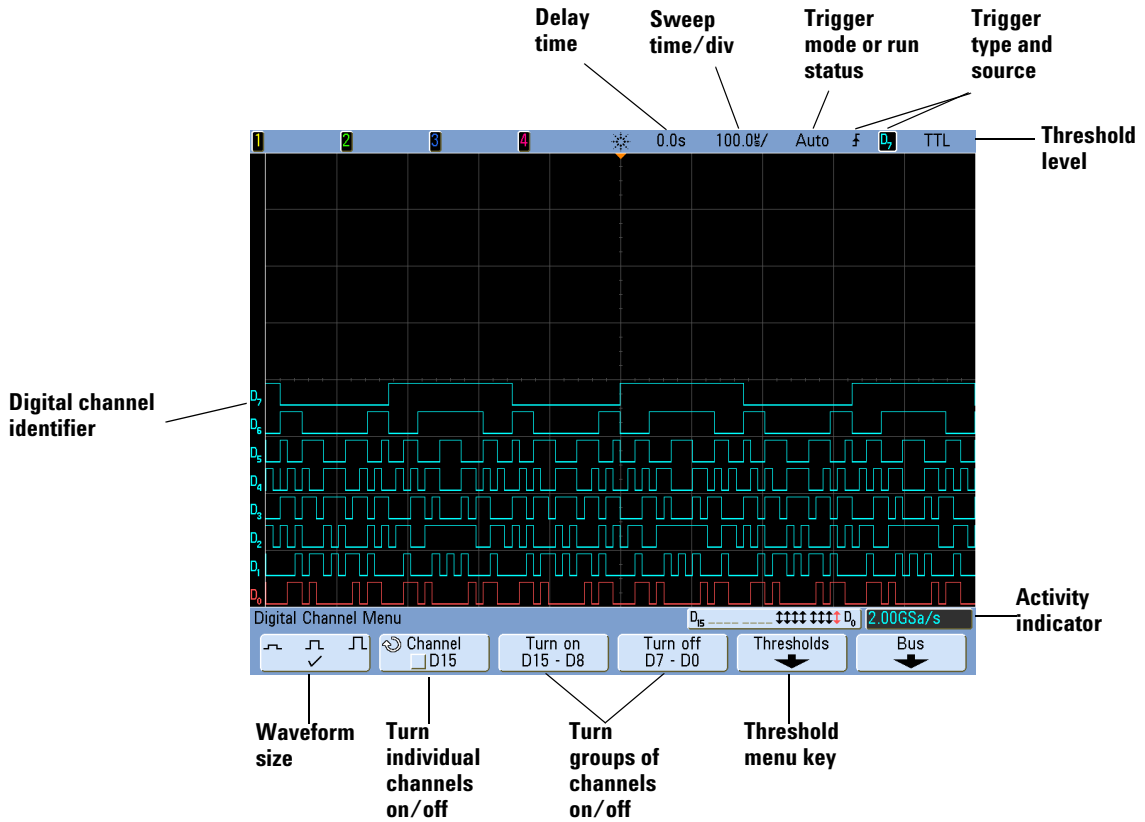 Delay
time
Sweep
time/div
Trigger
mode or run
status
Trigger
type and
source
1 2 3 4 0.0s 100.0µs/ Auto D7 TTL
Threshold
level
Digital channel
identifier
D7
D6
D5
D4
D3
D2
D1
D0
Digital Channel Menu
D15 D0 2.00GSa/s
Activity
indicator
Channel
D15
Turn on
D15 - D8
Turn off
D7 - D0
Thresholds
Bus
Waveform
size
Turn
individual
channels
on/off
Turn
groups of
channels
on/off
Threshold
menu key